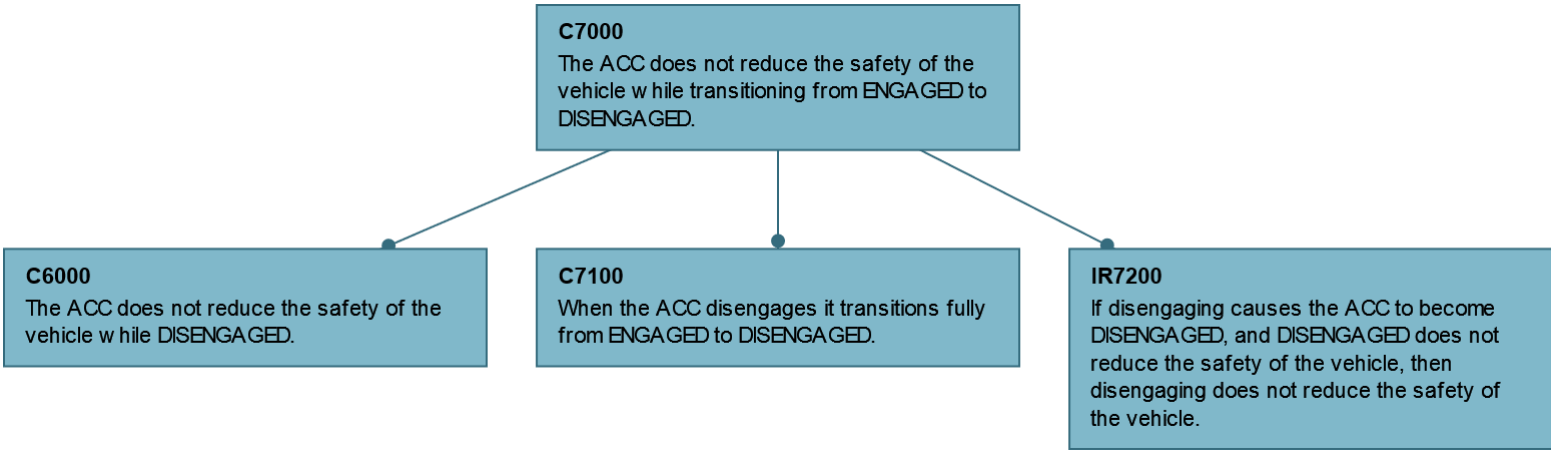 C7000
The ACC does not reduce the safety of the
vehicle while transitioning from ENGAGED to
DISENGAGED.
C6000
The ACC does not reduce the safety of the
vehicle while DISENGAGED.
C7100
When the ACC disengages it transitions fully
from ENGAGED to DISENGAGED.
IR7200
If disengaging causes the ACC to become
DISENGAGED, and DISENGAGED does not
reduce the safety of the vehicle, then
disengaging does not reduce the safety of
the vehicle.